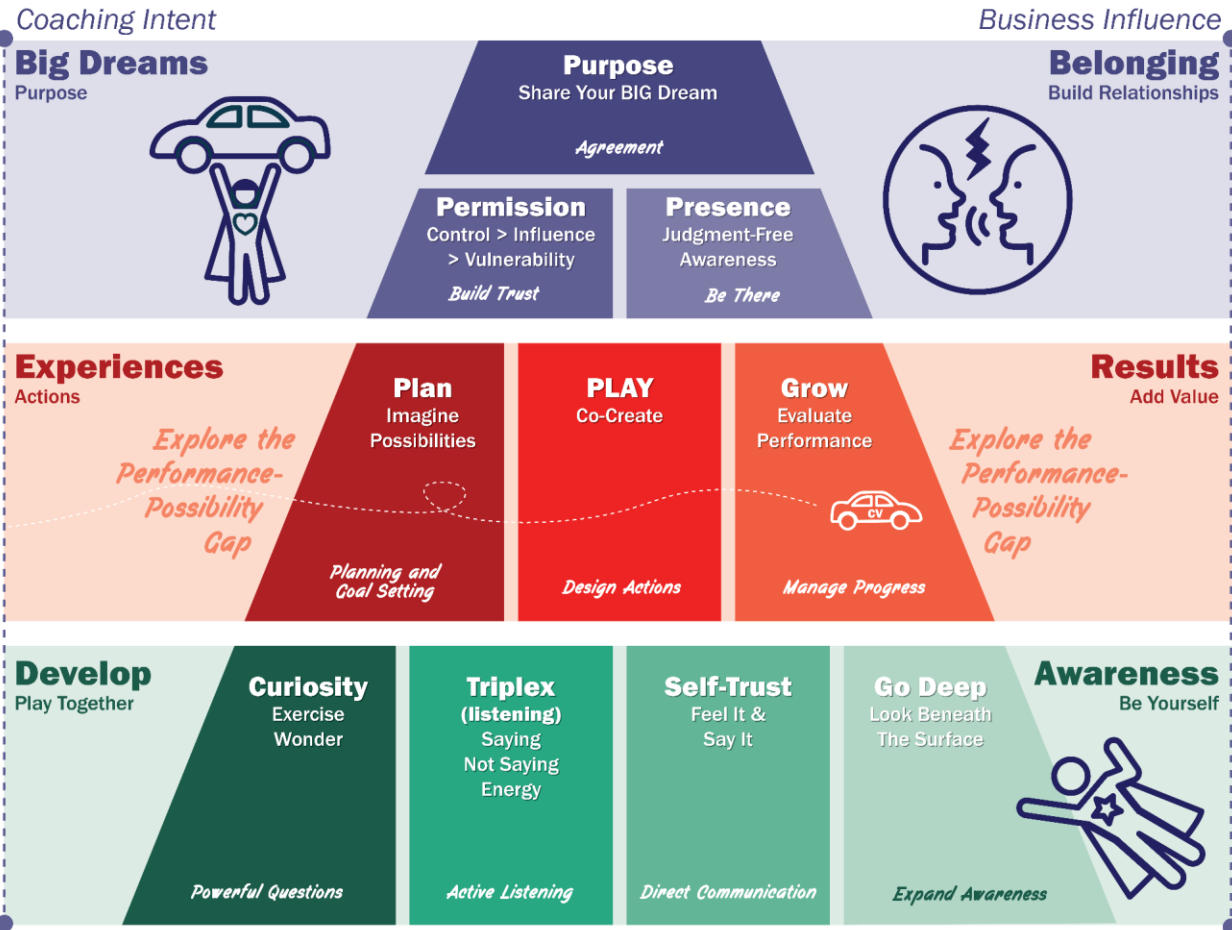 Coaching Intent
Business Influence
Big Dreams
Purpose
Purpose
Share Your BIG Dream
Agreement
Belonging
Build Relationships
Permission
Control > Influence
> Vulnerability
Build Trust
Presence
Judgment-Free
Awareness
Be There
Experiences
Actions
Explore the
Performance-
Possibility
Gap
Plan
Imagine
Possibilities
Planning and
Goal Setting
PLAY
Co-Create
Design Actions
Grow
Evaluate
Performance
CV
Manage Progress
Results
Add Value
Explore the
Performance-
Possibility
Gap
Develop
Play Together
Curiosity
Exercise
Wonder
Powerful Questions
Triplex
(listening)
Saying
Not Saying
Energy
Active Listening
Self-Trust
Feel It &
Say It
Direct Communication
Go Deep
Look Beneath
The Surface
Expand Awareness
Awareness
Be Yourself